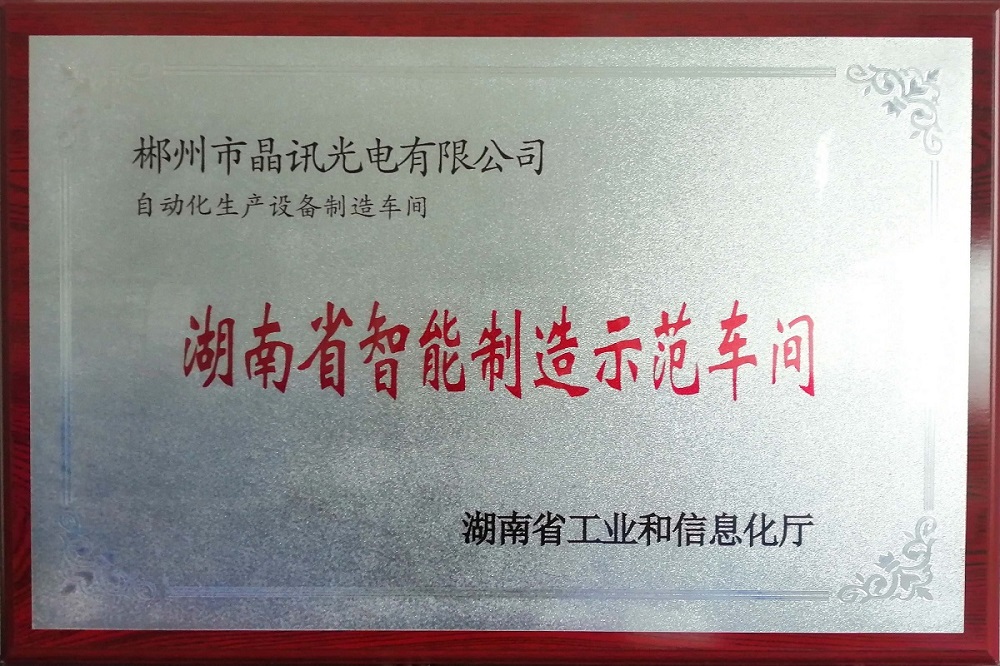 郴州市晶讯光电有限公司
自动化生产设备制造车间
湖南省智能制造示范车间
湖南省工业和信息化厅